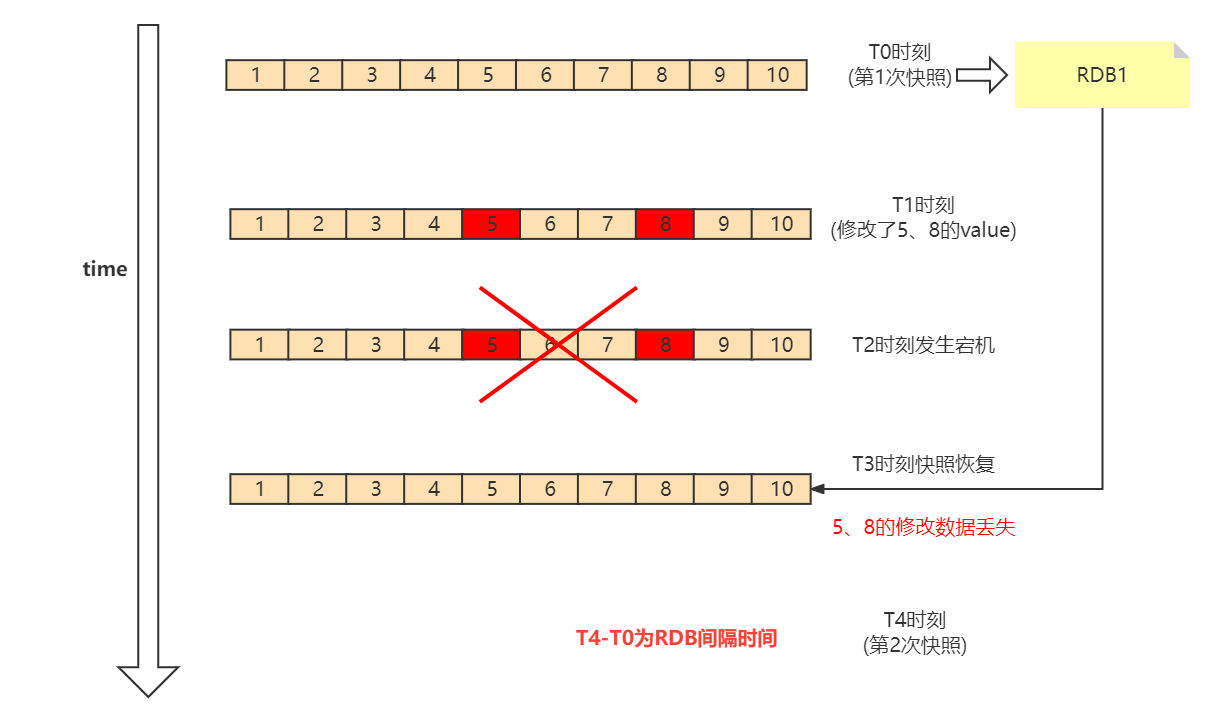 1 2 3 4 5 6 7 8 9 10
T0时刻
(第1次快照)
RDB1
T1时刻
(修改了5、8的value)
1 2 3 4 5 6 7 8 9 10
time
1 2 3 4 5 6 7 8 9 10
T2时刻发生宕机
T3时刻快照恢复
1 2 3 4 5 6 7 8 9 10
5、8的修改数据丢失
T4时刻
(第2次快照)
T4-T0为RDB间隔时间